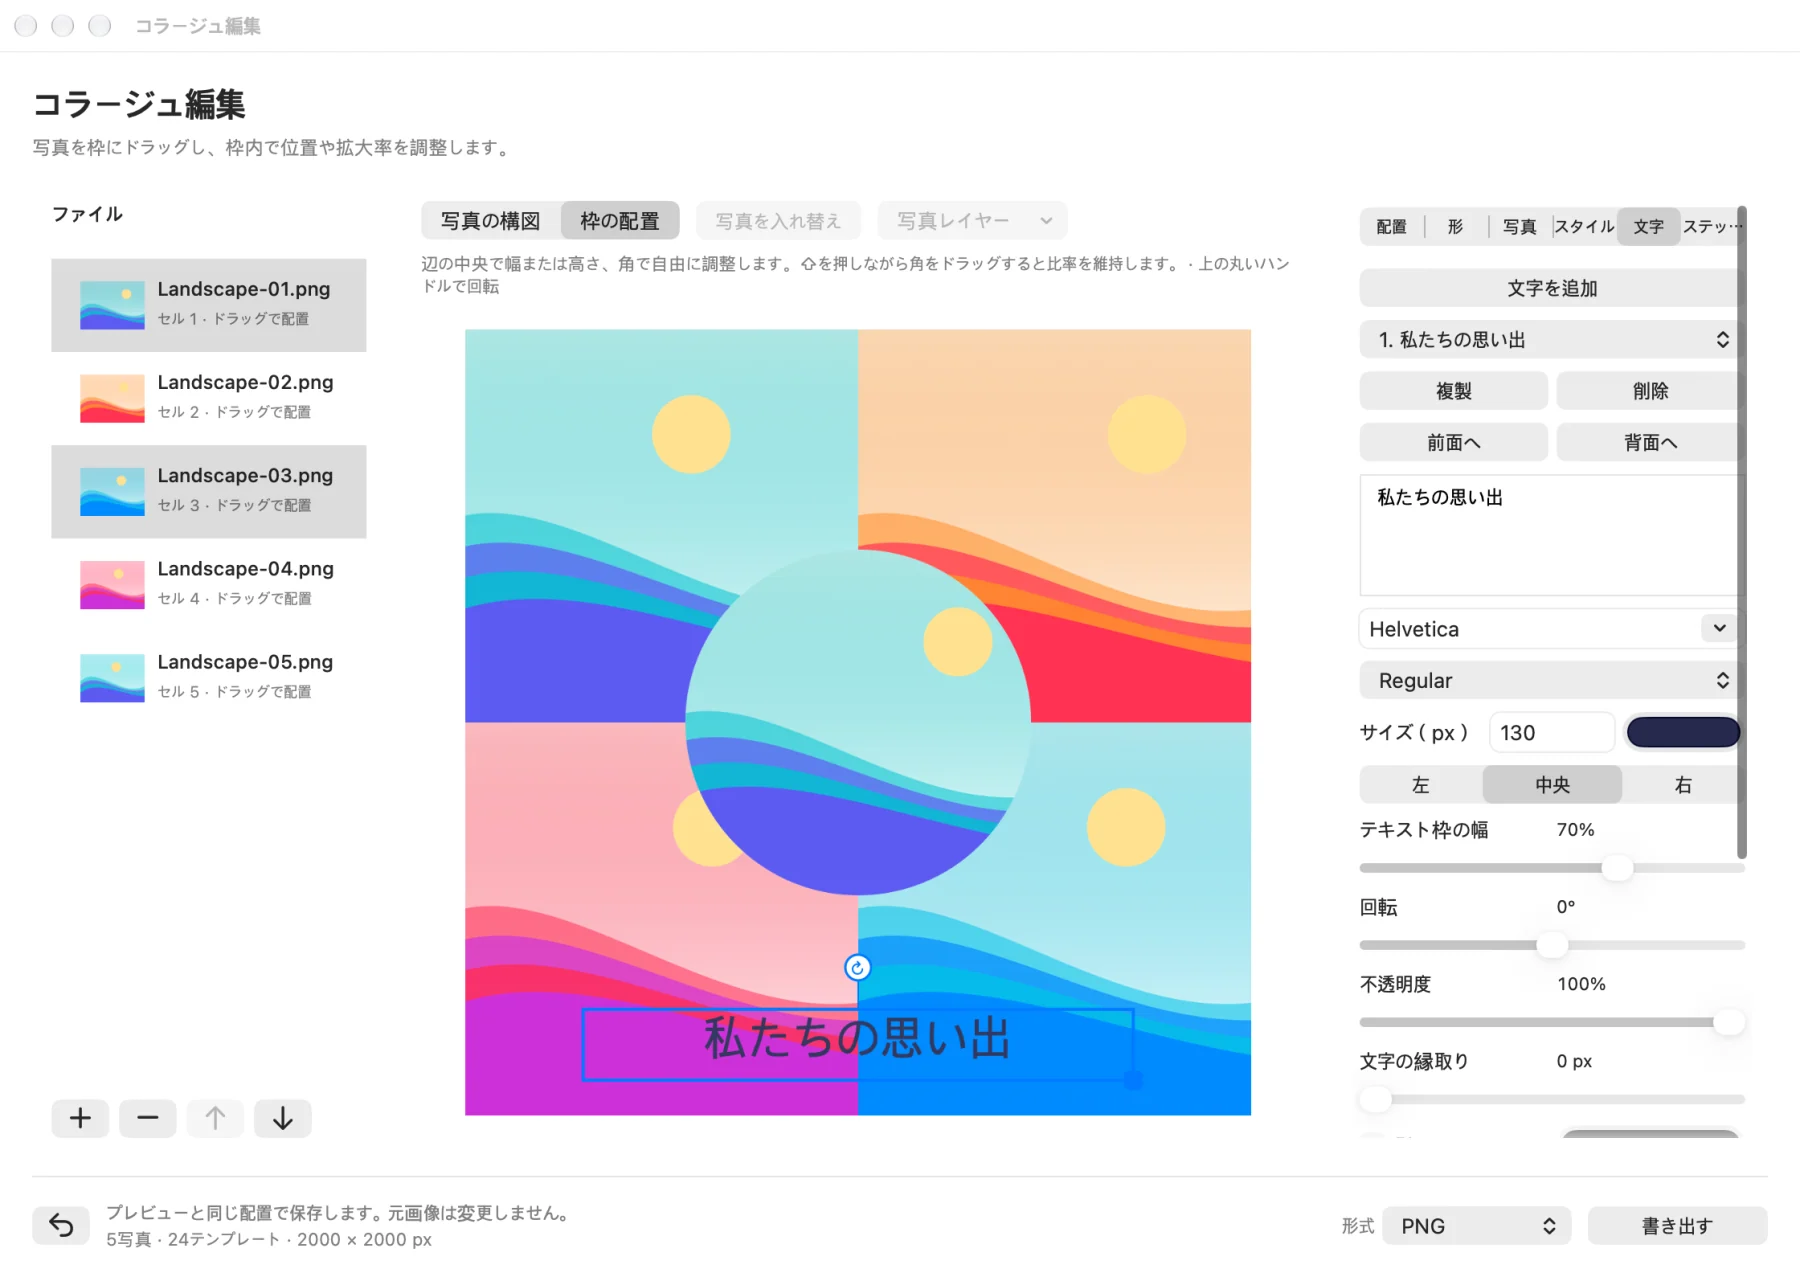 コラージュ編集
コラージュ編集
写真を枠にドラッグし、枠内で位置や拡大率を調整します。
ファイル
Landscape-01.png
セル 1 · ドラッグで配置
Landscape-02.png
セル 2 · ドラッグで配置
Landscape-03.png
セル 3 · ドラッグで配置
Landscape-04.png
セル 4 · ドラッグで配置
Landscape-05.png
セル 5 · ドラッグで配置
写真の構図 枠の配置 写真を入れ替え 写真レイヤー
辺の中央で幅または高さ、角で自由に調整します。⇧を押しながら角をドラッグすると比率を維持します。· 上の丸いハン
ドルで回転
私たちの思い出
配置 形 写真 スタイル 文字 ステッ…
文字を追加
1. 私たちの思い出
複製 削除
前面へ 背面へ
私たちの思い出
Helvetica
Regular
サイズ ( px ) 130
左 中央 右
テキスト枠の幅 70%
回転 0°
不透明度 100%
文字の縁取り 0 px
プレビューと同じ配置で保存します。元画像は変更しません。
5写真 · 24テンプレート · 2000 × 2000 px
形式 PNG 書き出す